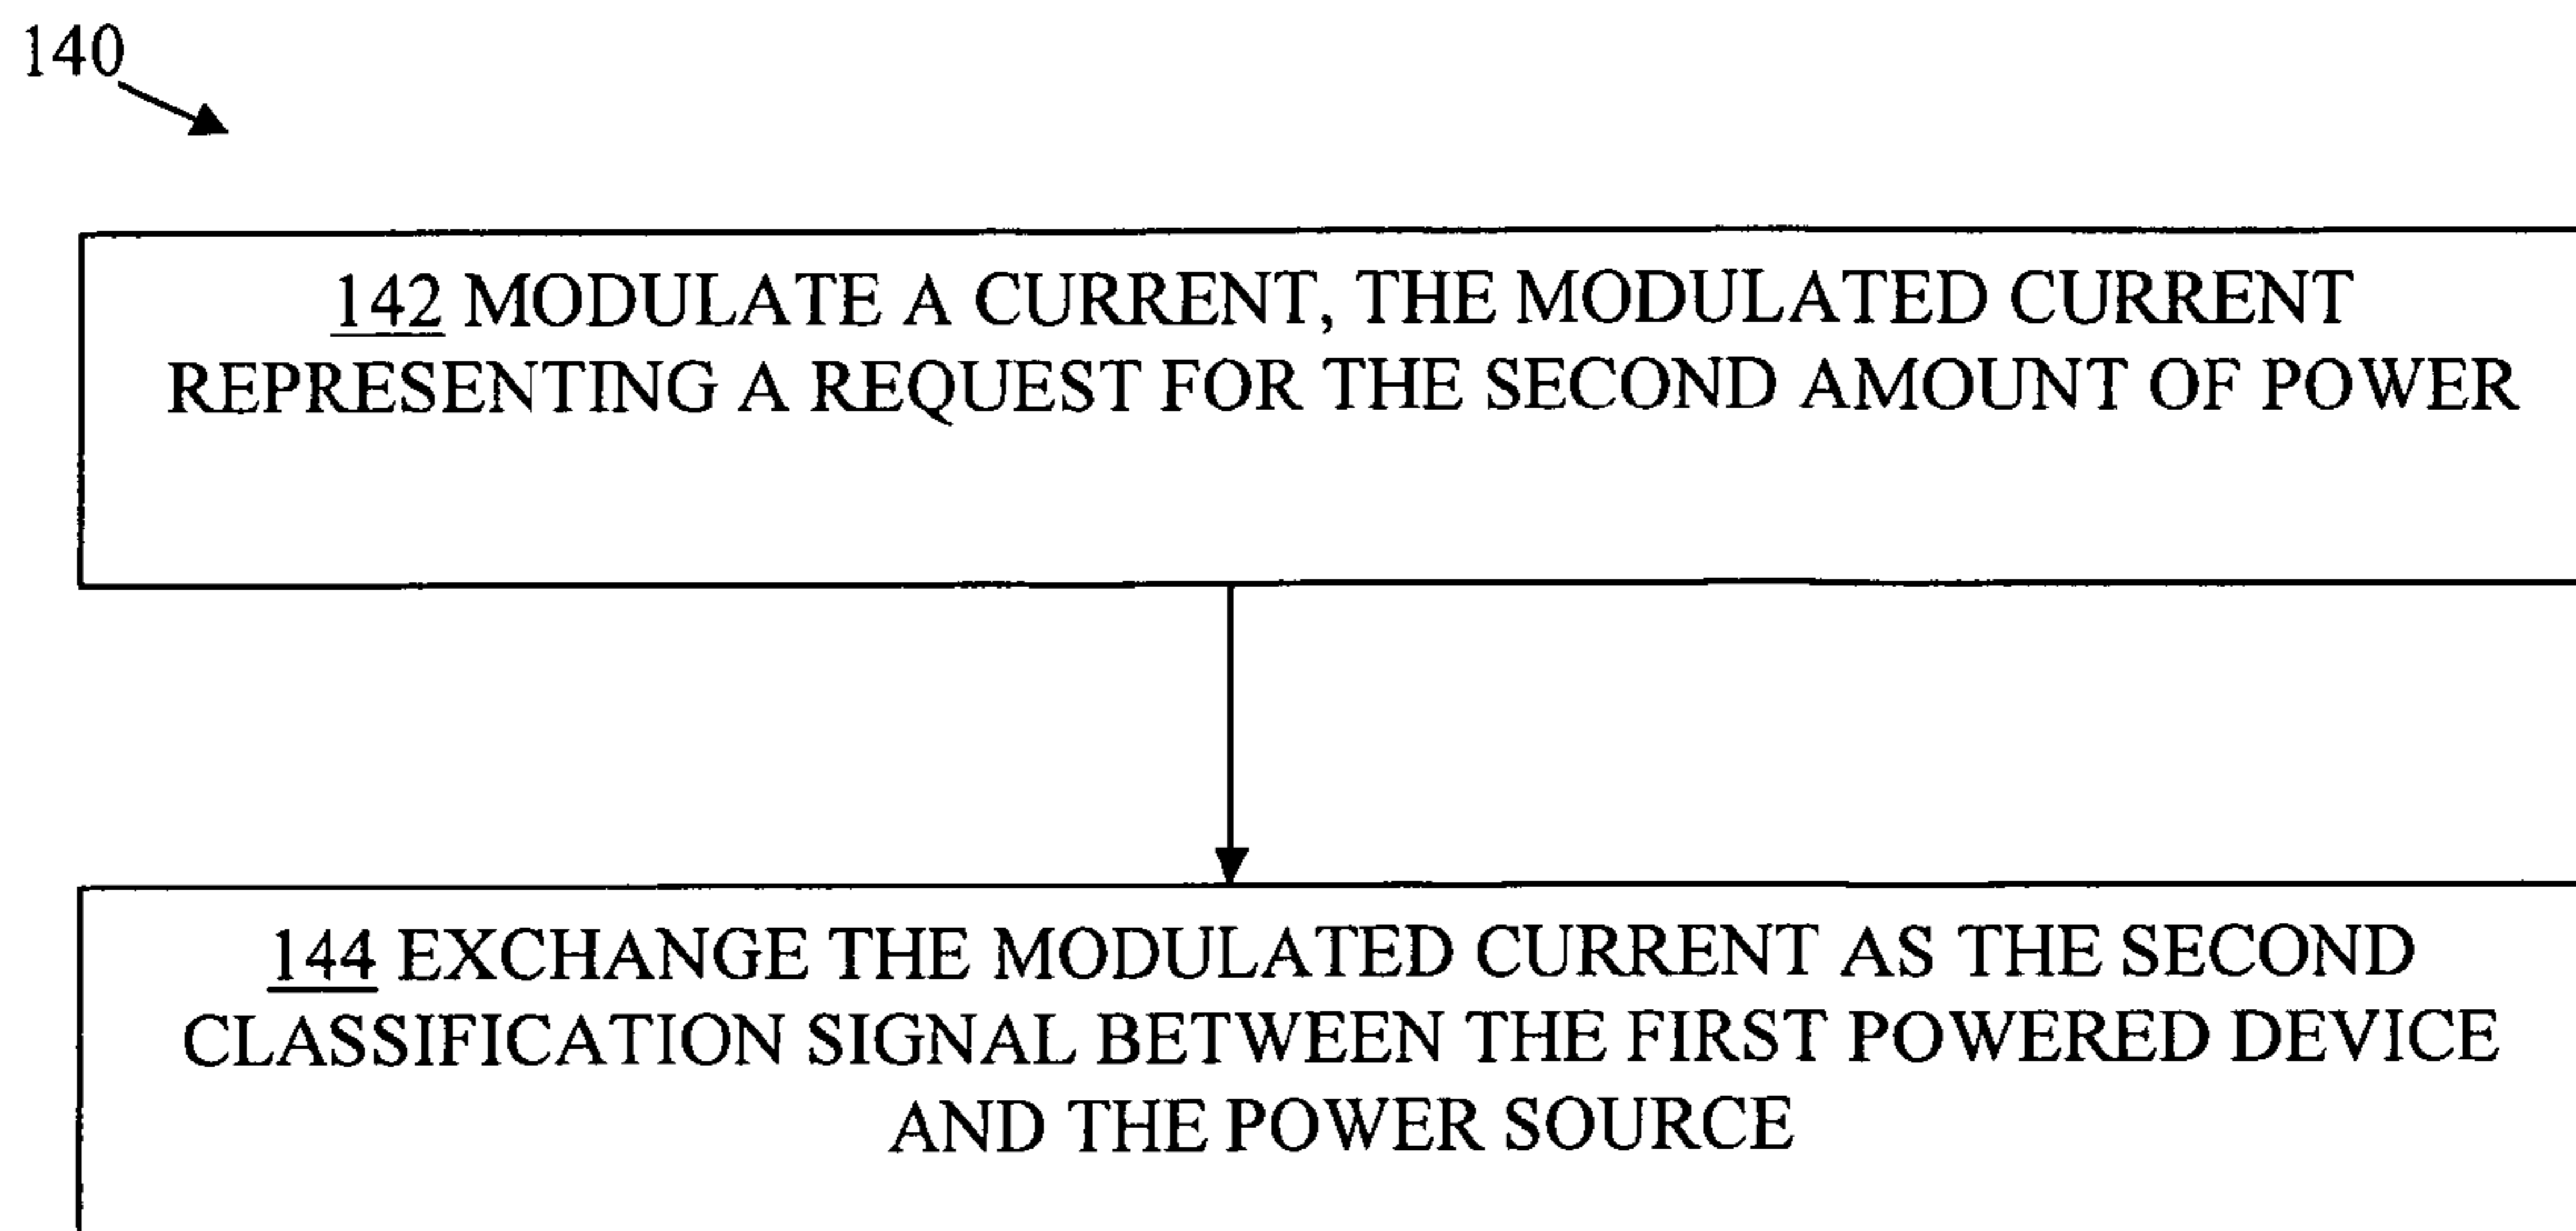 140
142 MODULATE A CURRENT, THE MODULATED CURRENT
REPRESENTING A REQUEST FOR THE SECOND AMOUNT OF POWER
144 EXCHANGE THE MODULATED CURRENT AS THE SECOND
CLASSIFICATION SIGNAL BETWEEN THE FIRST POWERED DEVICE
AND THE POWER SOURCE